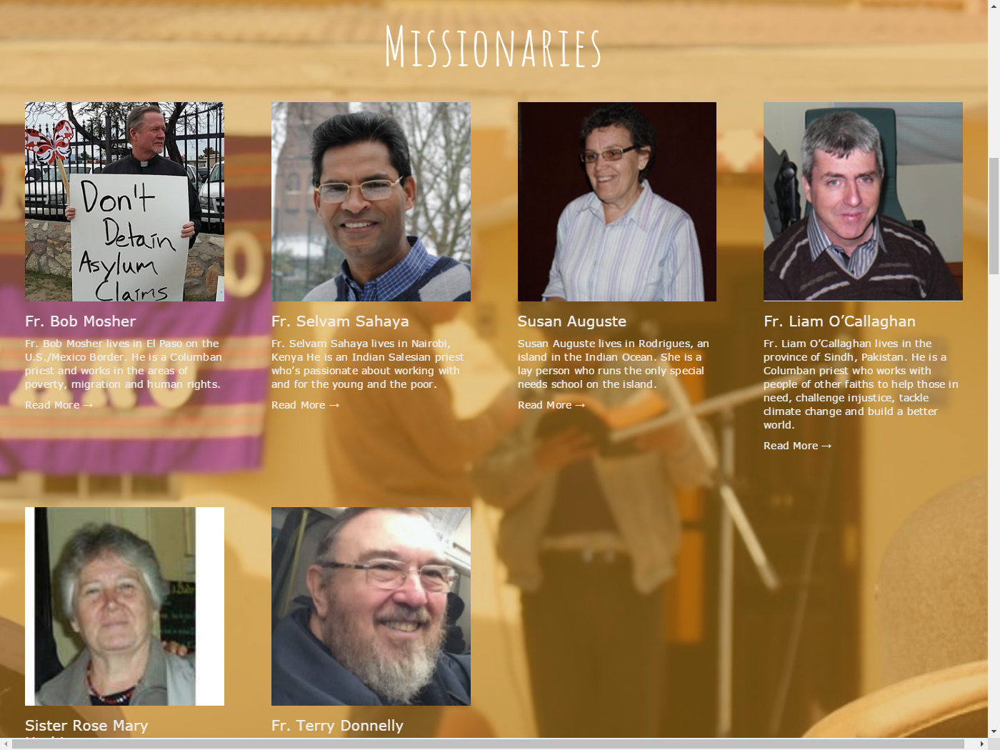 Missionaries
Don't
Detain
Asylum
Claims
Fr. Bob Mosher
Fr. Bob Mosher lives in El Paso on the
U.S./Mexico Border. He is a Columban
priest and works in the areas of
poverty, migration and human rights.
Read More →
Fr. Selvam Sahaya
Fr. Selvam Sahaya lives in Nairobi,
Kenya He is an Indian Salesian priest
who’s passionate about working with
and for the young and the poor.
Read More →
Susan Auguste
Susan Auguste lives in Rodrigues, an
island in the Indian Ocean. She is a
lay person who runs the only special
needs school on the island.
Read More →
Fr. Liam O’Callaghan
Fr. Liam O’Callaghan lives in the
province of Sindh, Pakistan. He is a
Columban priest who works with
people of other faiths to help those in
need, challenge injustice, tackle
climate change and build a better
world.
Read More →
Sister Rose Mary
Fr. Terry Donnelly